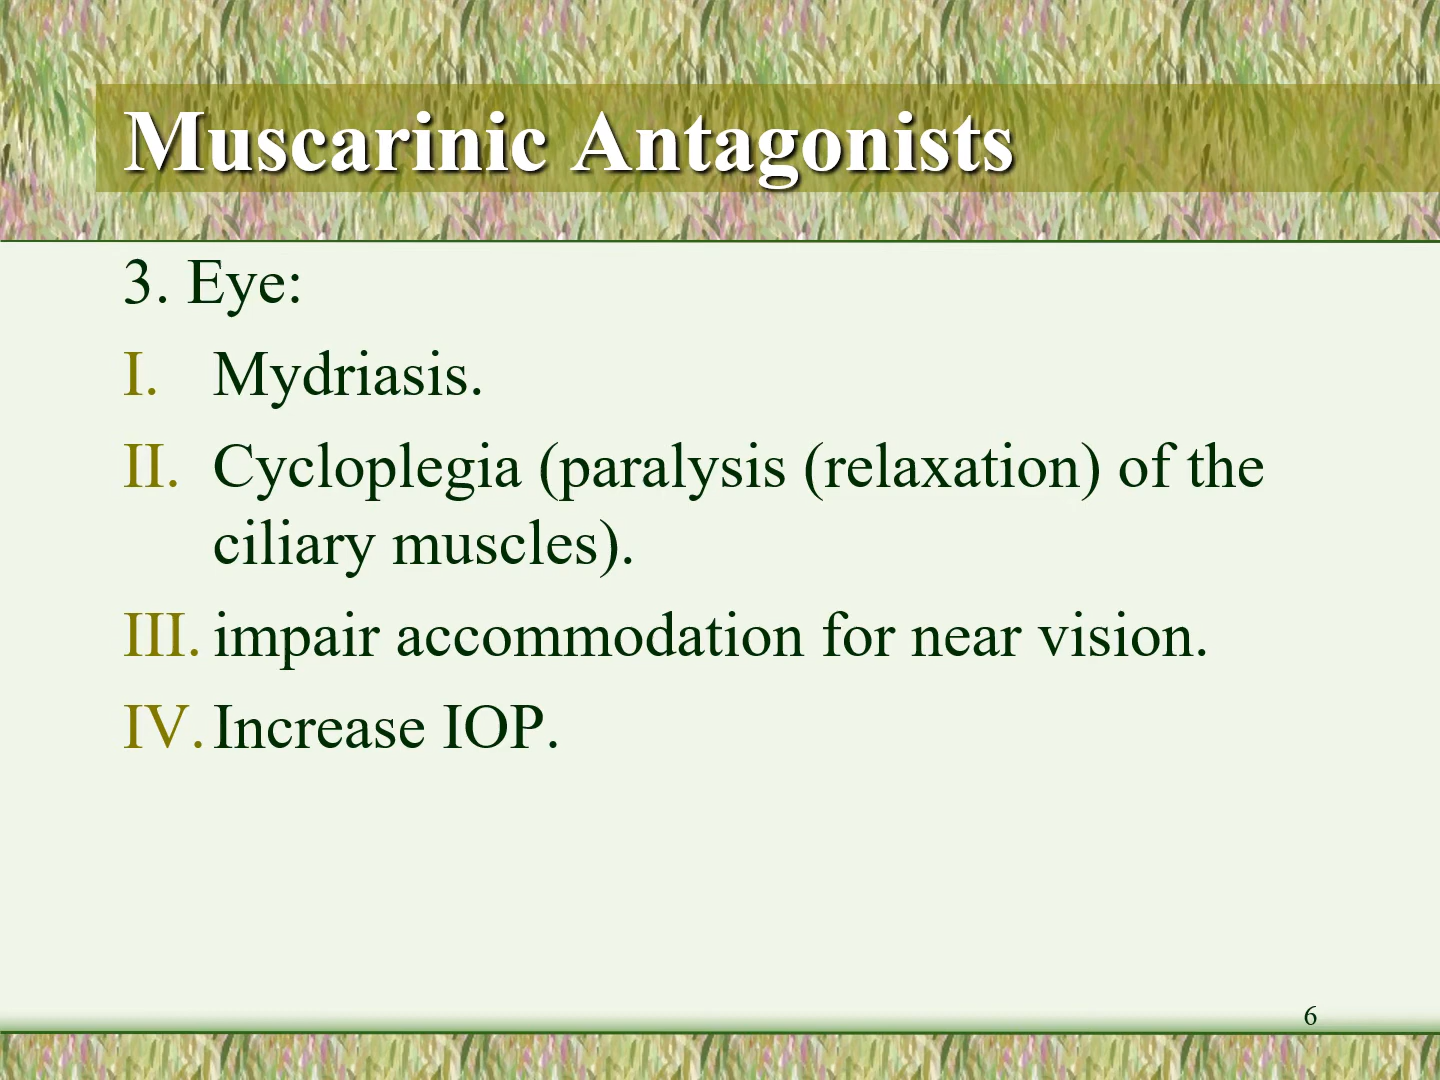 Muscarinic Antagonists
3. Eye:
I. Mydriasis.
II. Cycloplegia (paralysis (relaxation) of the
ciliary muscles).
III. impair accommodation for near vision.
IV. Increase IOP.
6